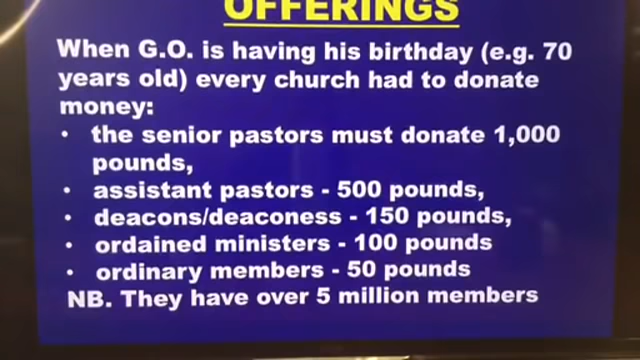 OFFERINGS
When G.O. is having his birthday (e.g. 70
years old) every church had to donate
money:
• the senior pastors must donate 1,000
pounds,
• assistant pastors - 500 pounds,
• deacons/deaconess - 150 pounds,
• ordained ministers - 100 pounds
• ordinary members - 50 pounds
NB. They have over 5 million members